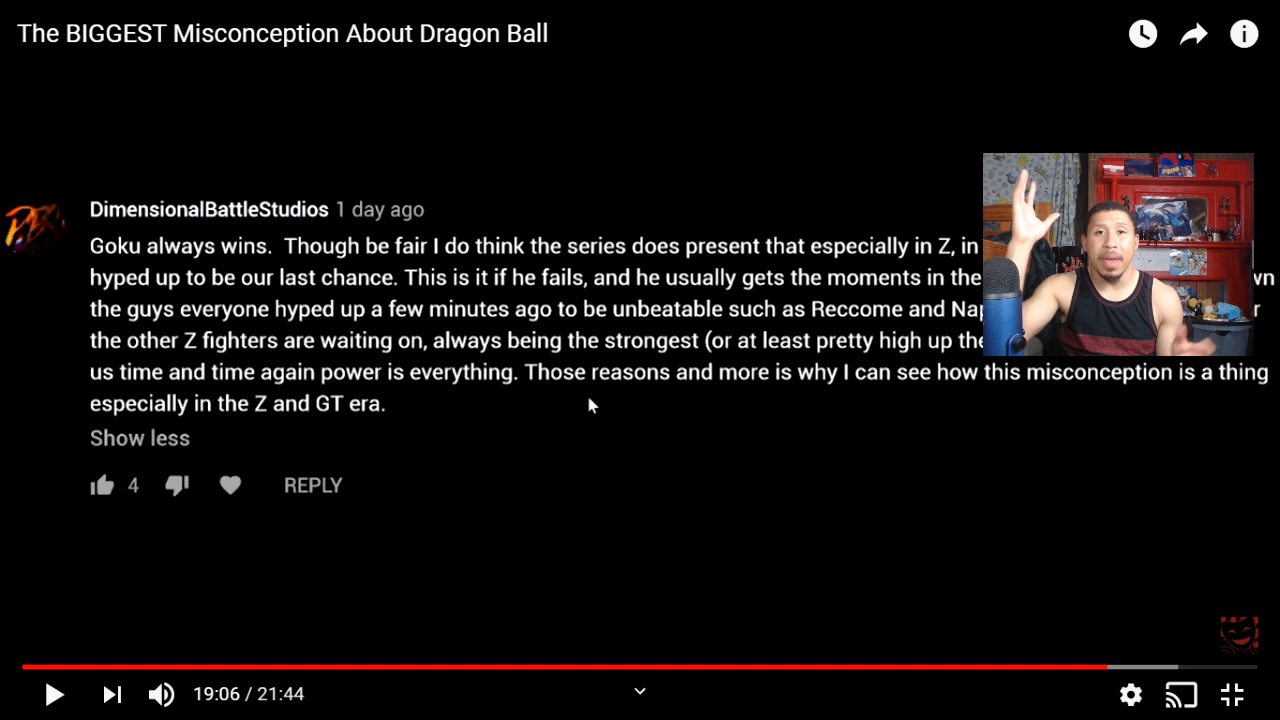 The BIGGEST Misconception About Dragon Ball
DimensionalBattleStudios 1 day ago
Goku always wins. Though be fair I do think the series does present that especially in Z, in
hyped up to be our last chance. This is it if he fails, and he usually gets the moments in the wn
the guys everyone hyped up a few minutes ago to be unbeatable such as Reccome and Nap r
the other Z fighters are waiting on, always being the strongest (or at least pretty high up the
us time and time again power is everything. Those reasons and more is why I can see how this misconception is a thing
especially in the Z and GT era.
Show less
4 REPLY
19:06 / 21:44